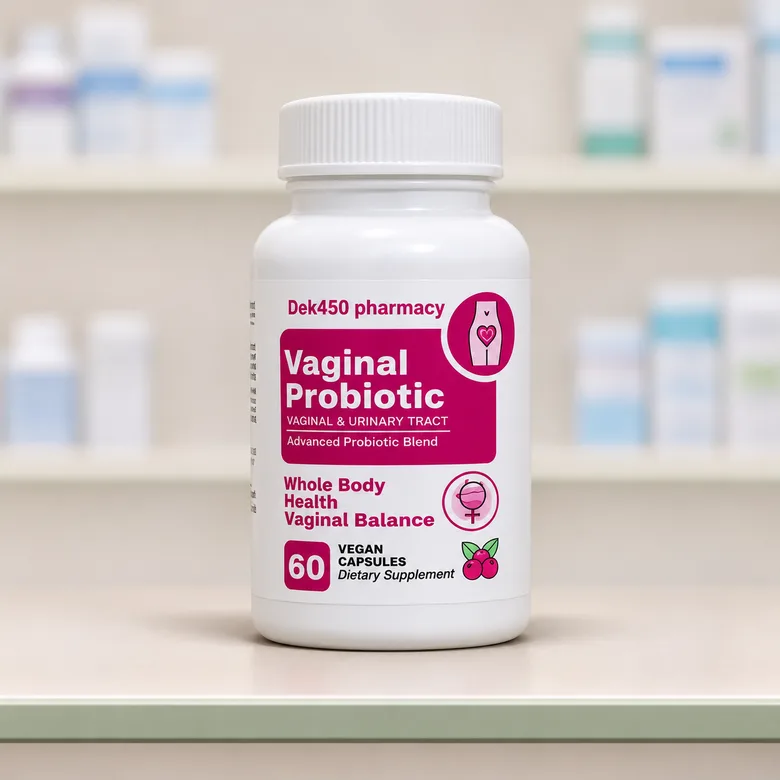 Dek450 pharmacy
Vaginal
Probiotic
VAGINAL & URINARY TRACT
Advanced Probiotic Blend
Whole Body
Health
Vaginal Balance
60
VEGAN
CAPSULES
Dietary Supplement